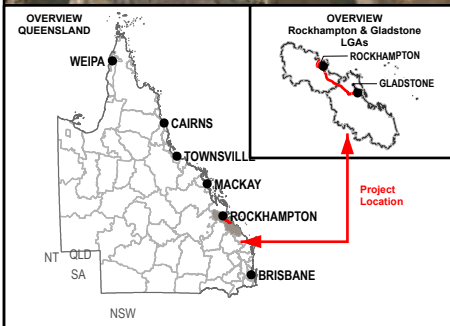 OVERVIEW
QUEENSLAND
WEIPA
CAIRNS
TOWNSVILLE
MACKAY
ROCKHAMPTON
BRISBANE
NT
QLD
SA
NSW
OVERVIEW
Rockhampton & Gladstone
LGAs
ROCKHAMPTON
GLADSTONE
Project
Location